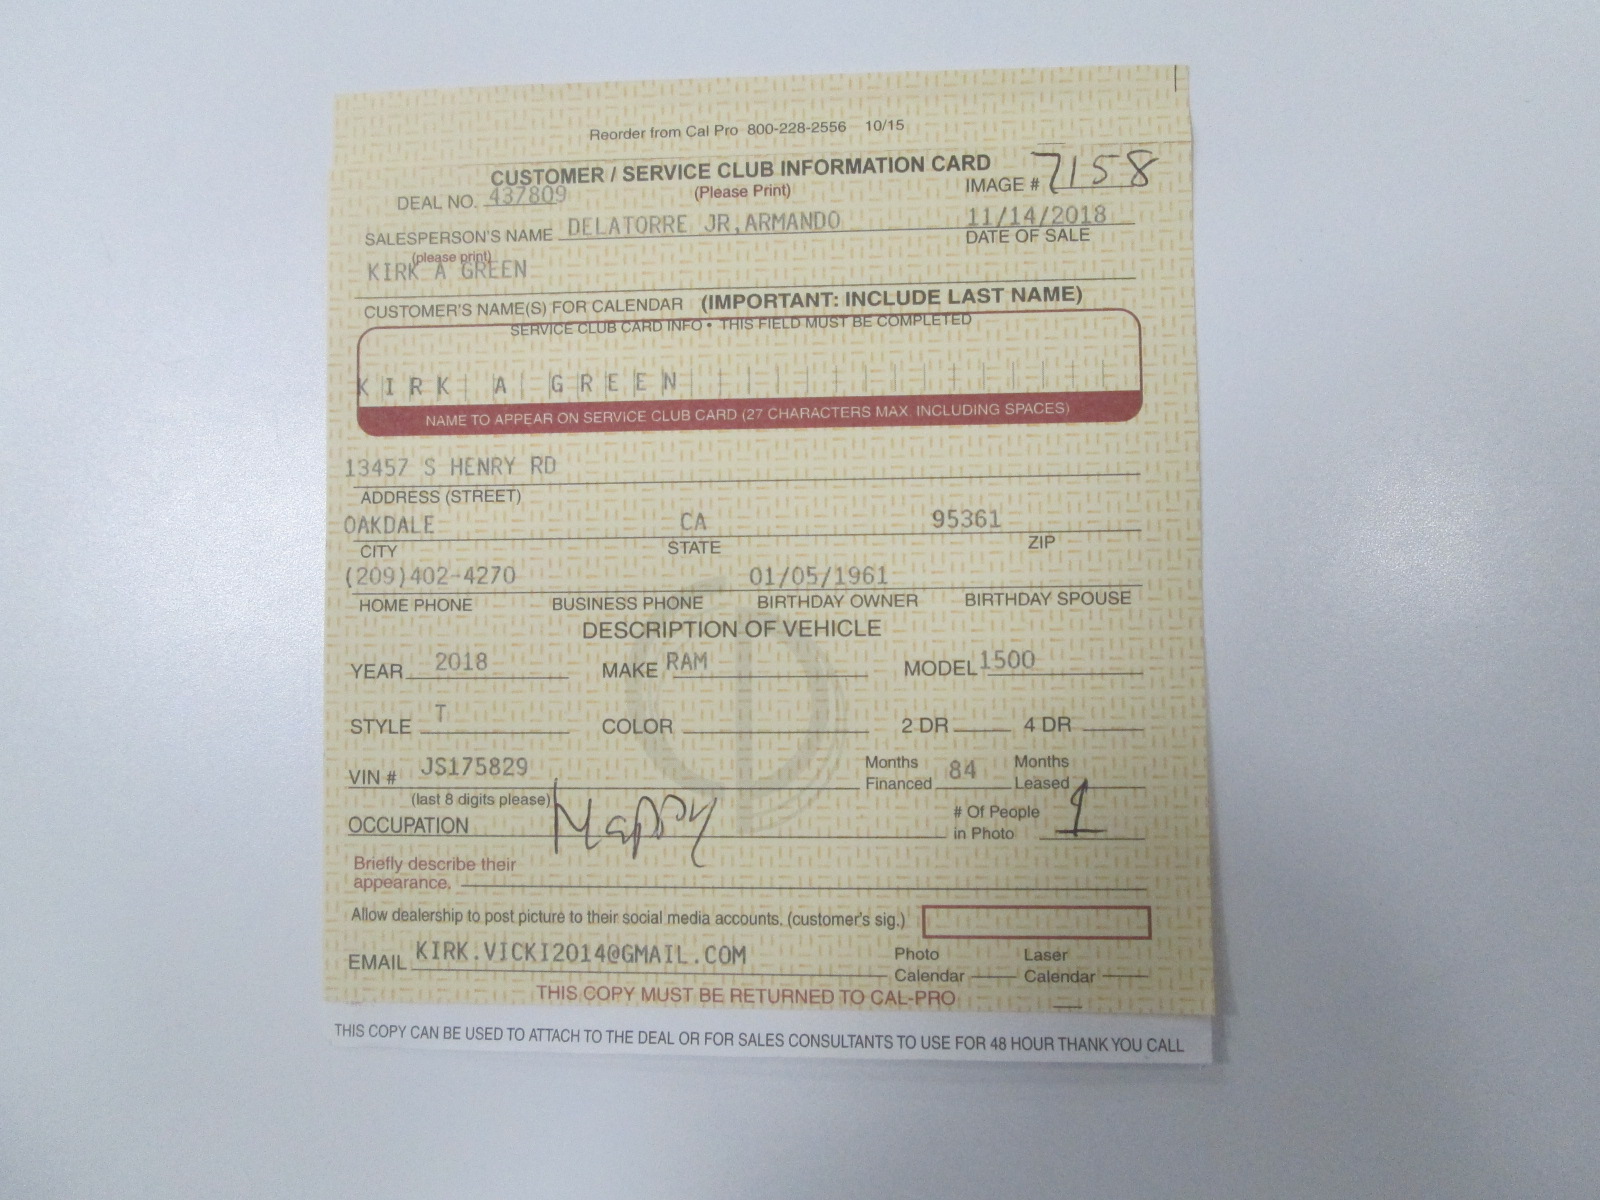 Reorder from Cal Pro 800-228-2556 10/15
CUSTOMER / SERVICE CLUB INFORMATION CARD
DEAL NO. 437809 (Please Print) IMAGE # 7158
SALESPERSON'S NAME DELATORRE JR,ARMANDO 11/14/2018
(please print) DATE OF SALE
KIRK A GREEN
CUSTOMER'S NAME(S) FOR CALENDAR (IMPORTANT: INCLUDE LAST NAME)
SERVICE CLUB CARD INFO • THIS FIELD MUST BE COMPLETED
KIRK A GREEN
NAME TO APPEAR ON SERVICE CLUB CARD (27 CHARACTERS MAX. INCLUDING SPACES)
13457 S HENRY RD
ADDRESS (STREET)
OAKDALE CA 95361
CITY STATE ZIP
(209)402-4270 01/05/1961
HOME PHONE BUSINESS PHONE BIRTHDAY OWNER BIRTHDAY SPOUSE
DESCRIPTION OF VEHICLE
YEAR 2018 MAKE RAM MODEL 1500
STYLE T COLOR 2 DR 4 DR
VIN # JS175829 Months Financed 84 Months Leased
(last 8 digits please)
OCCUPATION Happy # Of People in Photo 1
Briefly describe their
appearance.
Allow dealership to post picture to their social media accounts. (customer's sig.)
EMAIL KIRK.VICKI2014@GMAIL.COM Photo Calendar Laser Calendar
THIS COPY MUST BE RETURNED TO CAL-PRO
THIS COPY CAN BE USED TO ATTACH TO THE DEAL OR FOR SALES CONSULTANTS TO USE FOR 48 HOUR THANK YOU CALL